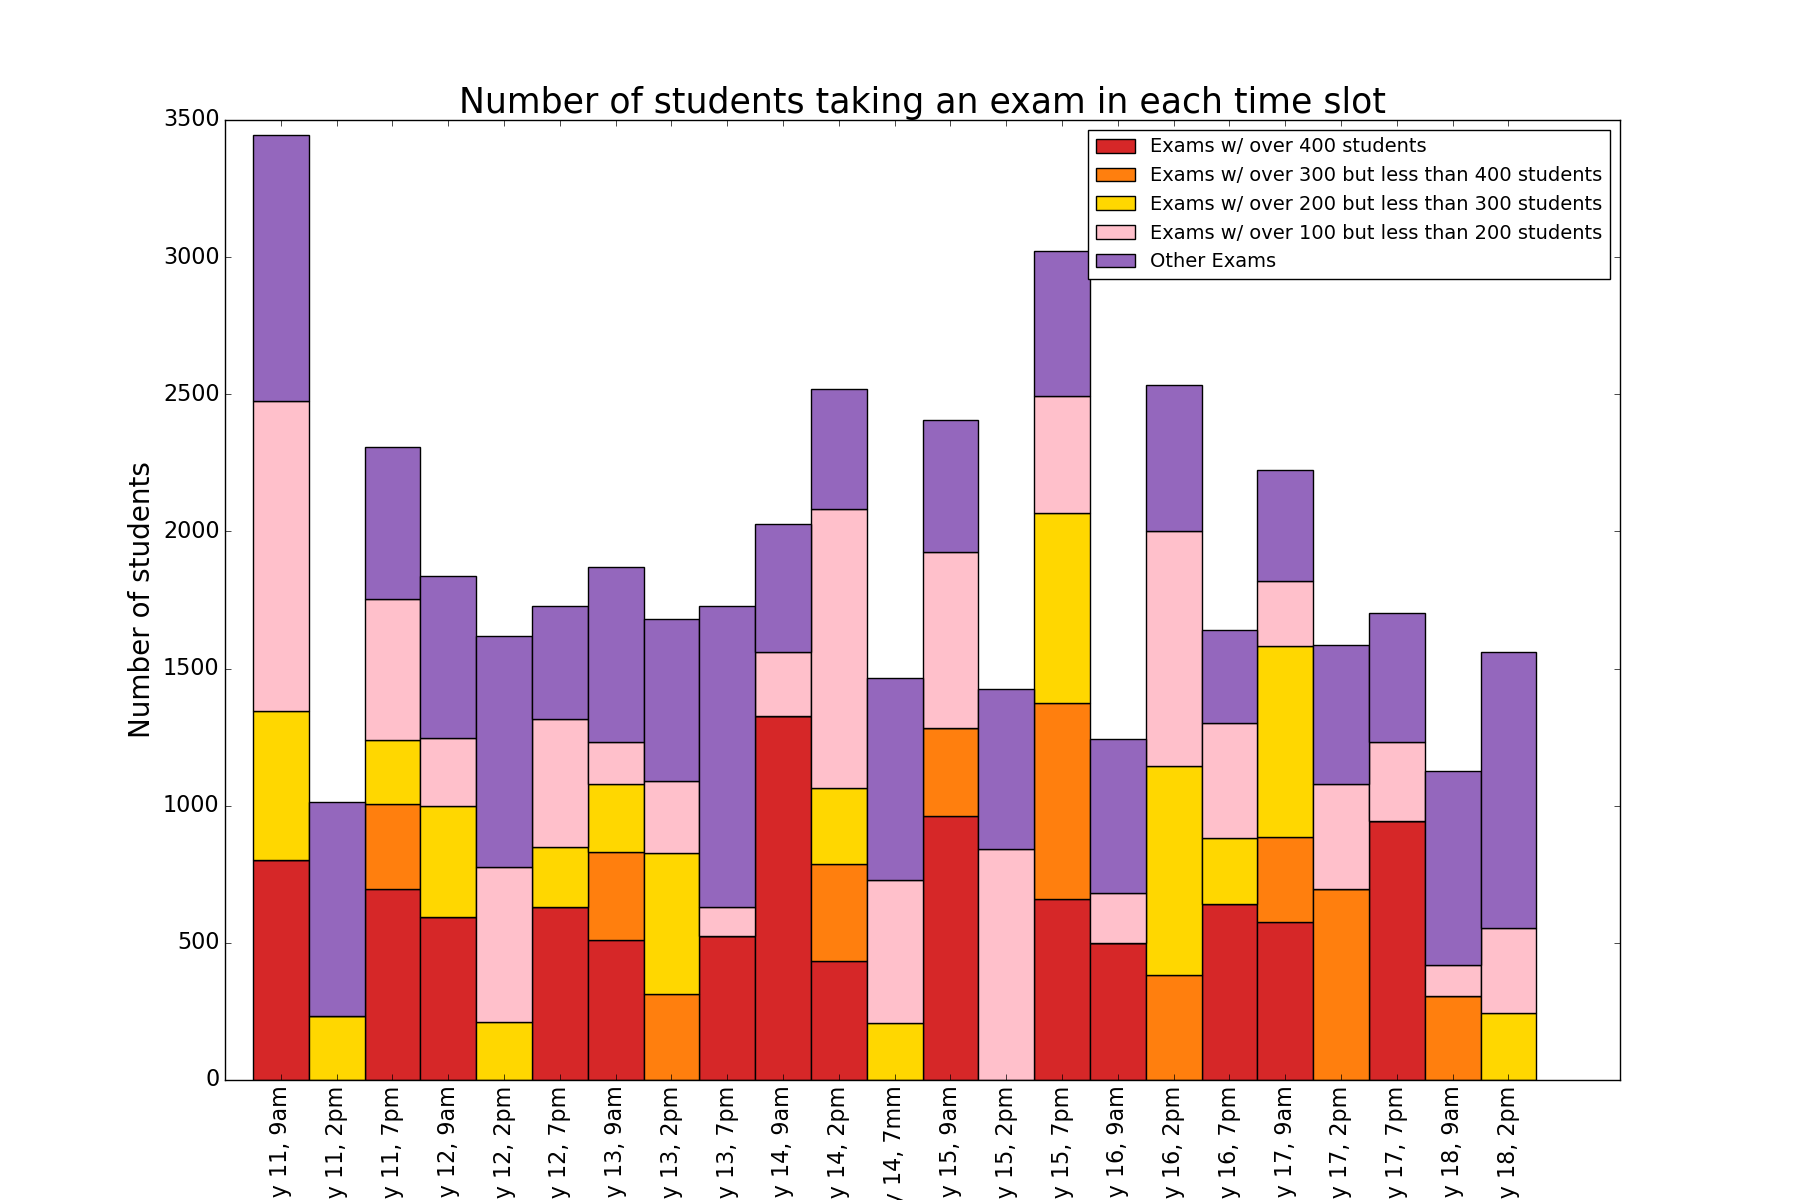 Number of students taking an exam in each time slot
Exams w/ over 400 students
Exams w/ over 300 but less than 400 students
Exams w/ over 200 but less than 300 students
Exams w/ over 100 but less than 200 students
Other Exams
Number of students
3500
3000
2500
2000
1500
1000
500
0
y 11, 9am
y 11, 2pm
y 11, 7pm
y 12, 9am
y 12, 2pm
y 12, 7pm
y 13, 9am
y 13, 2pm
y 13, 7pm
y 14, 9am
y 14, 2pm
y 14, 7mm
y 15, 9am
y 15, 2pm
y 15, 7pm
y 16, 9am
y 16, 2pm
y 16, 7pm
y 17, 9am
y 17, 2pm
y 17, 7pm
y 18, 9am
y 18, 2pm